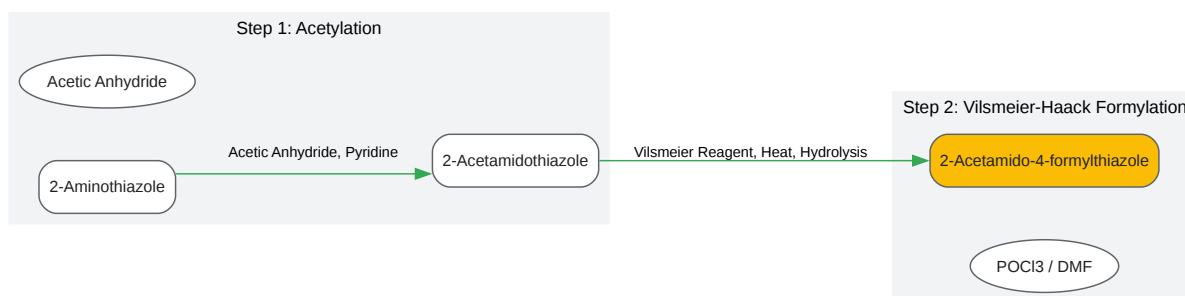 Step 1: Acetylation
Acetic Anhydride
2-Aminothiazole
Acetic Anhydride, Pyridine
2-Acetamidothiazole
Vilsmeier Reagent, Heat, Hydrolysis
Step 2: Vilsmeier-Haack Formylation
2-Acetamido-4-formylthiazole
POCl3 / DMF